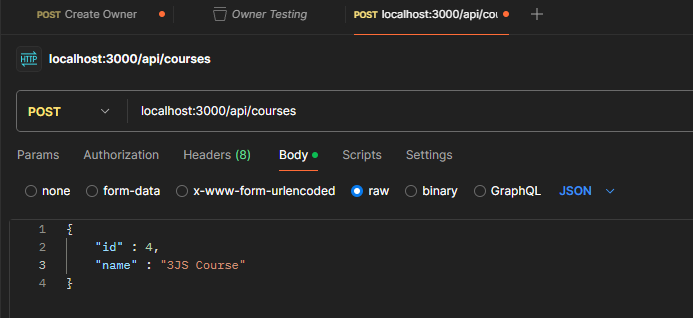 POST Create Owner
Owner Testing
POST localhost:3000/api/cou
HTTP localhost:3000/api/courses
POST localhost:3000/api/courses
Params Authorization Headers (8) Body Scripts Settings
none form-data x-www-form-urlencoded raw binary GraphQL JSON
1 {
2 "id" : 4,
3 "name" : "3JS Course"
4 }